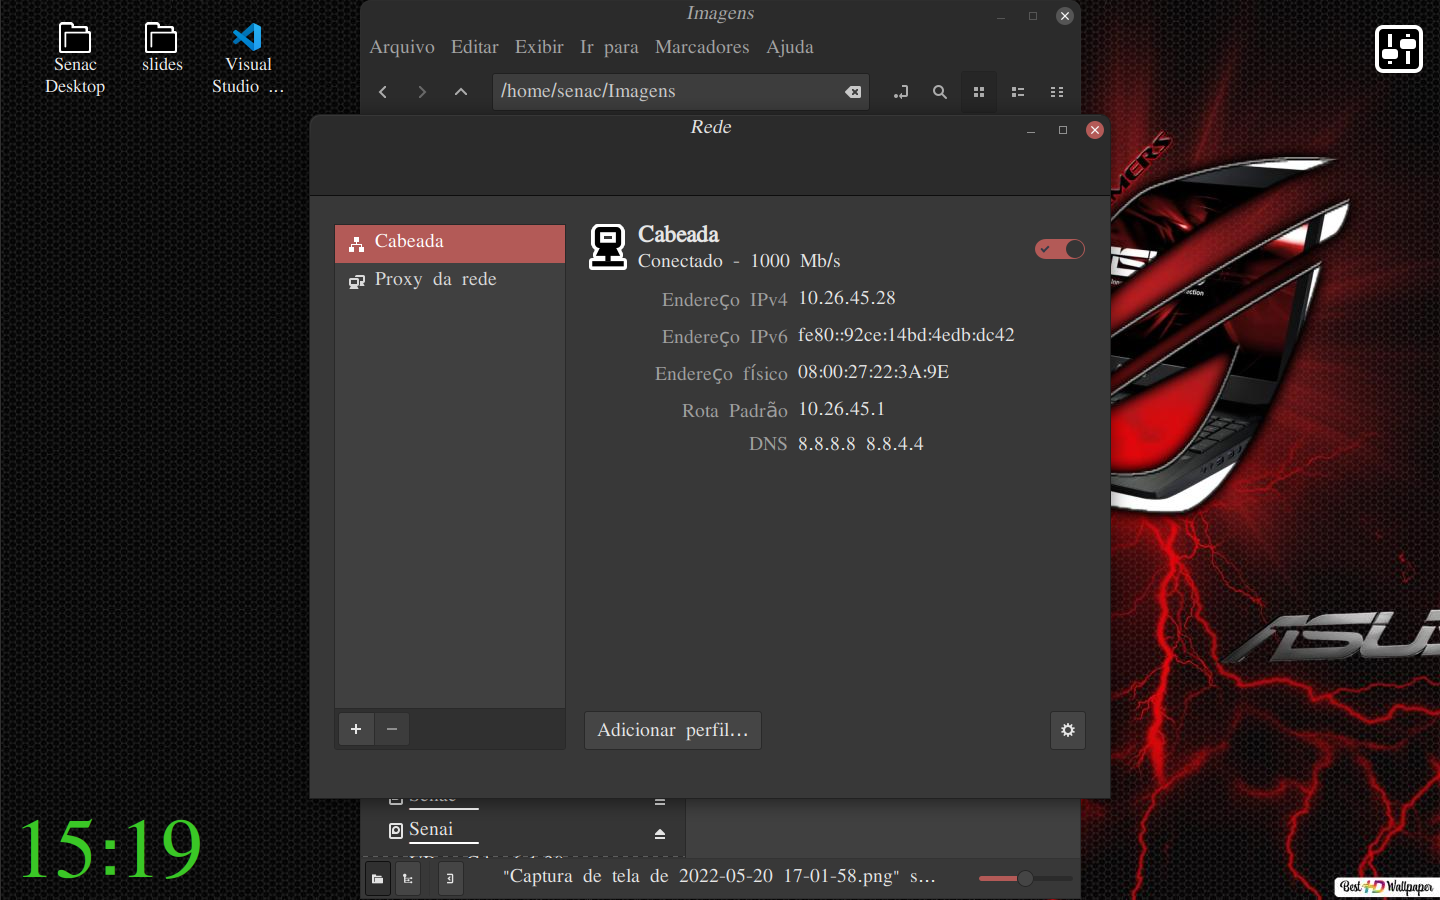 Senac
Desktop
slides
Visual
Studio ...
Imagens
Arquivo Editar Exibir Ir para Marcadores Ajuda
/home/senac/Imagens
Rede
Cabeada
Proxy da rede
Cabeada
Conectado - 1000 Mb/s
Endereço IPv4 10.26.45.28
Endereço IPv6 fe80::92ce:14bd:4edb:dc42
Endereço físico 08:00:27:22:3A:9E
Rota Padrão 10.26.45.1
DNS 8.8.8.8 8.8.4.4
Adicionar perfil...
Senai
"Captura de tela de 2022-05-20 17-01-58.png" s...
15:19
ASUS
Best HD Wallpaper